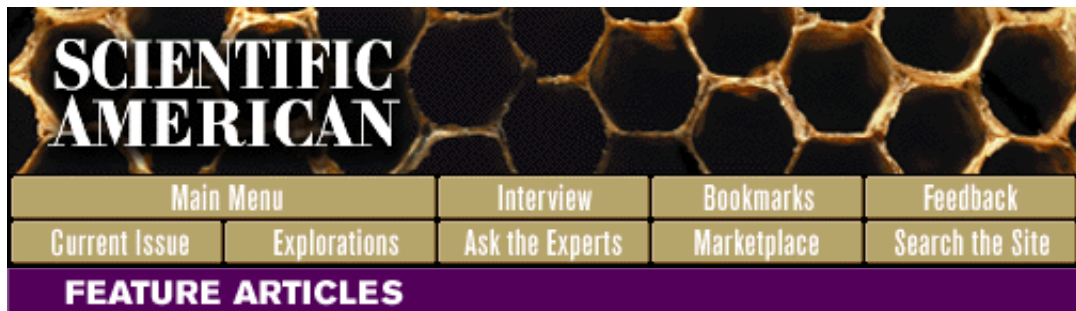 SCIENTIFIC
AMERICAN
Main Menu Interview Bookmarks Feedback
Current Issue Explorations Ask the Experts Marketplace Search the Site
FEATURE ARTICLES